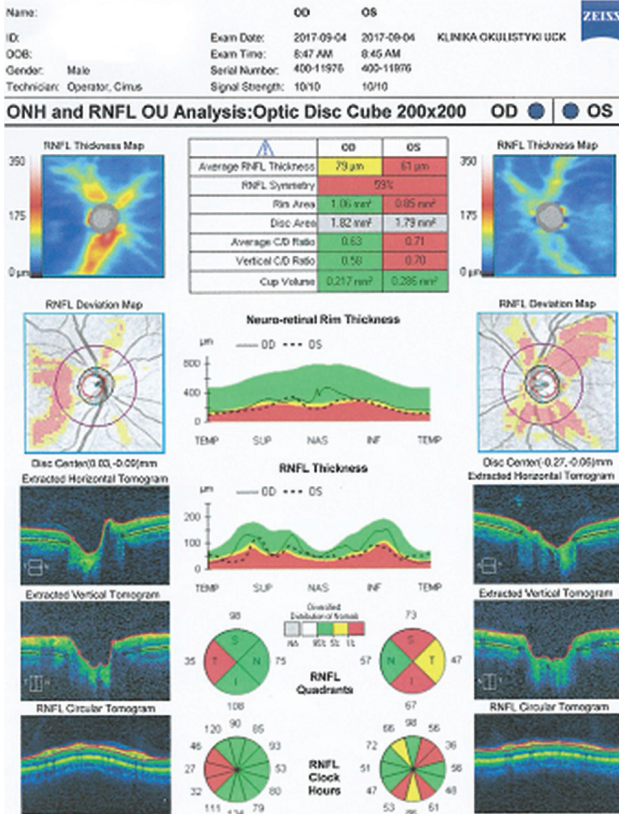 Name: OD OS
ZEISS
ID: Exam Date: 2017-09-04 2017-09-04 KLINIKA OKULISTYKI UCK
DOB: Exam Time: 8:47 AM 8:45 AM
Gender: Male Serial Number: 400-11976 400-11976
Technician: Operator, Cirrus Signal Strength: 10/10 10/10
ONH and RNFL OU Analysis:Optic Disc Cube 200x200 OD OS
RNFL Thickness Map
350
175
0 µm
OD OS
Average RNFL Thickness 79 µm 61 µm
RNFL Symmetry 59%
Rim Area 1.06 mm² 0.85 mm²
Disc Area 1.82 mm² 1.79 mm²
Average C/D Ratio 0.63 0.71
Vertical C/D Ratio 0.58 0.70
Cup Volume 0.217 mm³ 0.286 mm³
RNFL Thickness Map
350
175
0 µm
RNFL Deviation Map
Disc Center(0.03,-0.09)mm
Neuro-retinal Rim Thickness
µm OD OS
800
400
0
TEMP SUP NAS INF TEMP
RNFL Deviation Map
Disc Center(-0.27,-0.06)mm
Extracted Horizontal Tomogram
RNFL Thickness
µm OD OS
200
100
0
TEMP SUP NAS INF TEMP
Extracted Horizontal Tomogram
Extracted Vertical Tomogram
Diversified:
Distribution of Normals
NA 95% 5% 1%
98
35 S T N I 75
108
RNFL
Quadrants
73
57 S N T I 47
67
Extracted Vertical Tomogram
RNFL Circular Tomogram
120 90 85
46 93
27 53
32 80
111 79
RNFL
Clock
Hours
66 98 56
72 36
51 56
47 48
53 61
RNFL Circular Tomogram